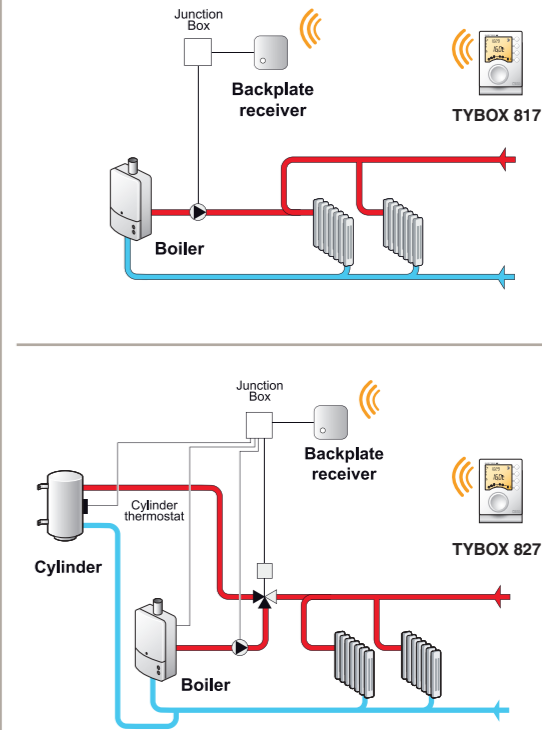 Junction
Box
Backplate
receiver
TYBOX 817
Boiler
Junction
Box
Backplate
receiver
Cylinder
thermostat
TYBOX 827
Cylinder
Boiler